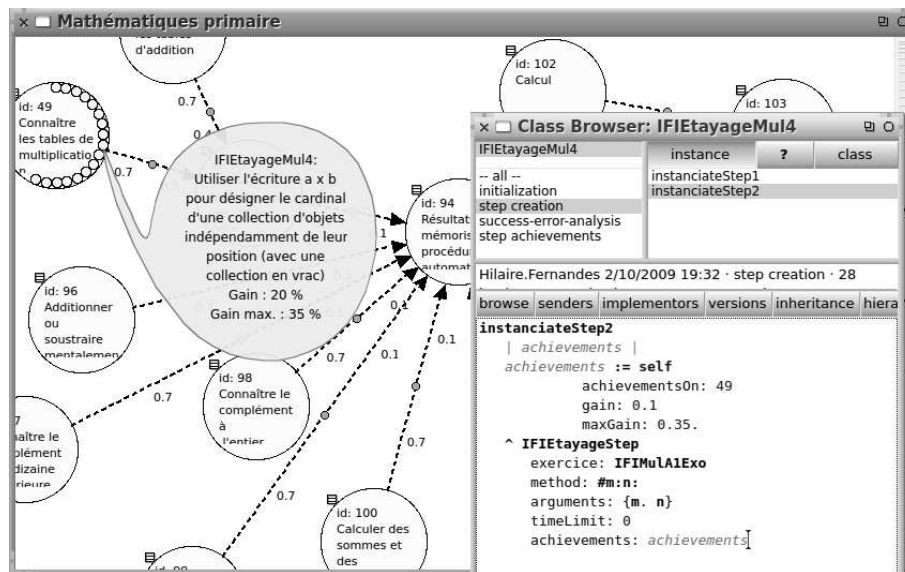 Mathématiques primaire
d'addition
id: 49
Connaître
les tables de
multiplicatio
n
0.7
0.4
0.7
IFIEtayageMul4:
Utiliser l'écriture a x b
pour désigner le cardinal
d'une collection d'objets
indépendamment de leur
position (avec une
collection en vrac)
Gain : 20 %
Gain max. : 35 %
id: 102
Calcul
id: 103
id: 94
Résultat
mémoris
procédu
automat
1
0.1
0.1
0.1
0.7
0.7
0.7
0.7
id: 96
Additionner
ou
soustraire
mentalemen
id: 98
Connaître le
complément
à
l'entier
7
naître le
plément
dizaine
rieure
id: 100
Calculer des
sommes et
des
Class Browser: IFIEtayageMul4
IFIEtayageMul4
-- all --
initialization
step creation
success-error-analysis
step achievements
instance ? class
instanciateStep1
instanciateStep2
Hilaire.Fernandes 2/10/2009 19:32 · step creation · 28
browse senders implementors versions inheritance hiera
instanciateStep2
| achievements |
achievements := self
achievementsOn: 49
gain: 0.1
maxGain: 0.35.
^ IFIEtayageStep
exercice: IFIMulA1Exo
method: #m:n:
arguments: {m. n}
timeLimit: 0
achievements: achievements